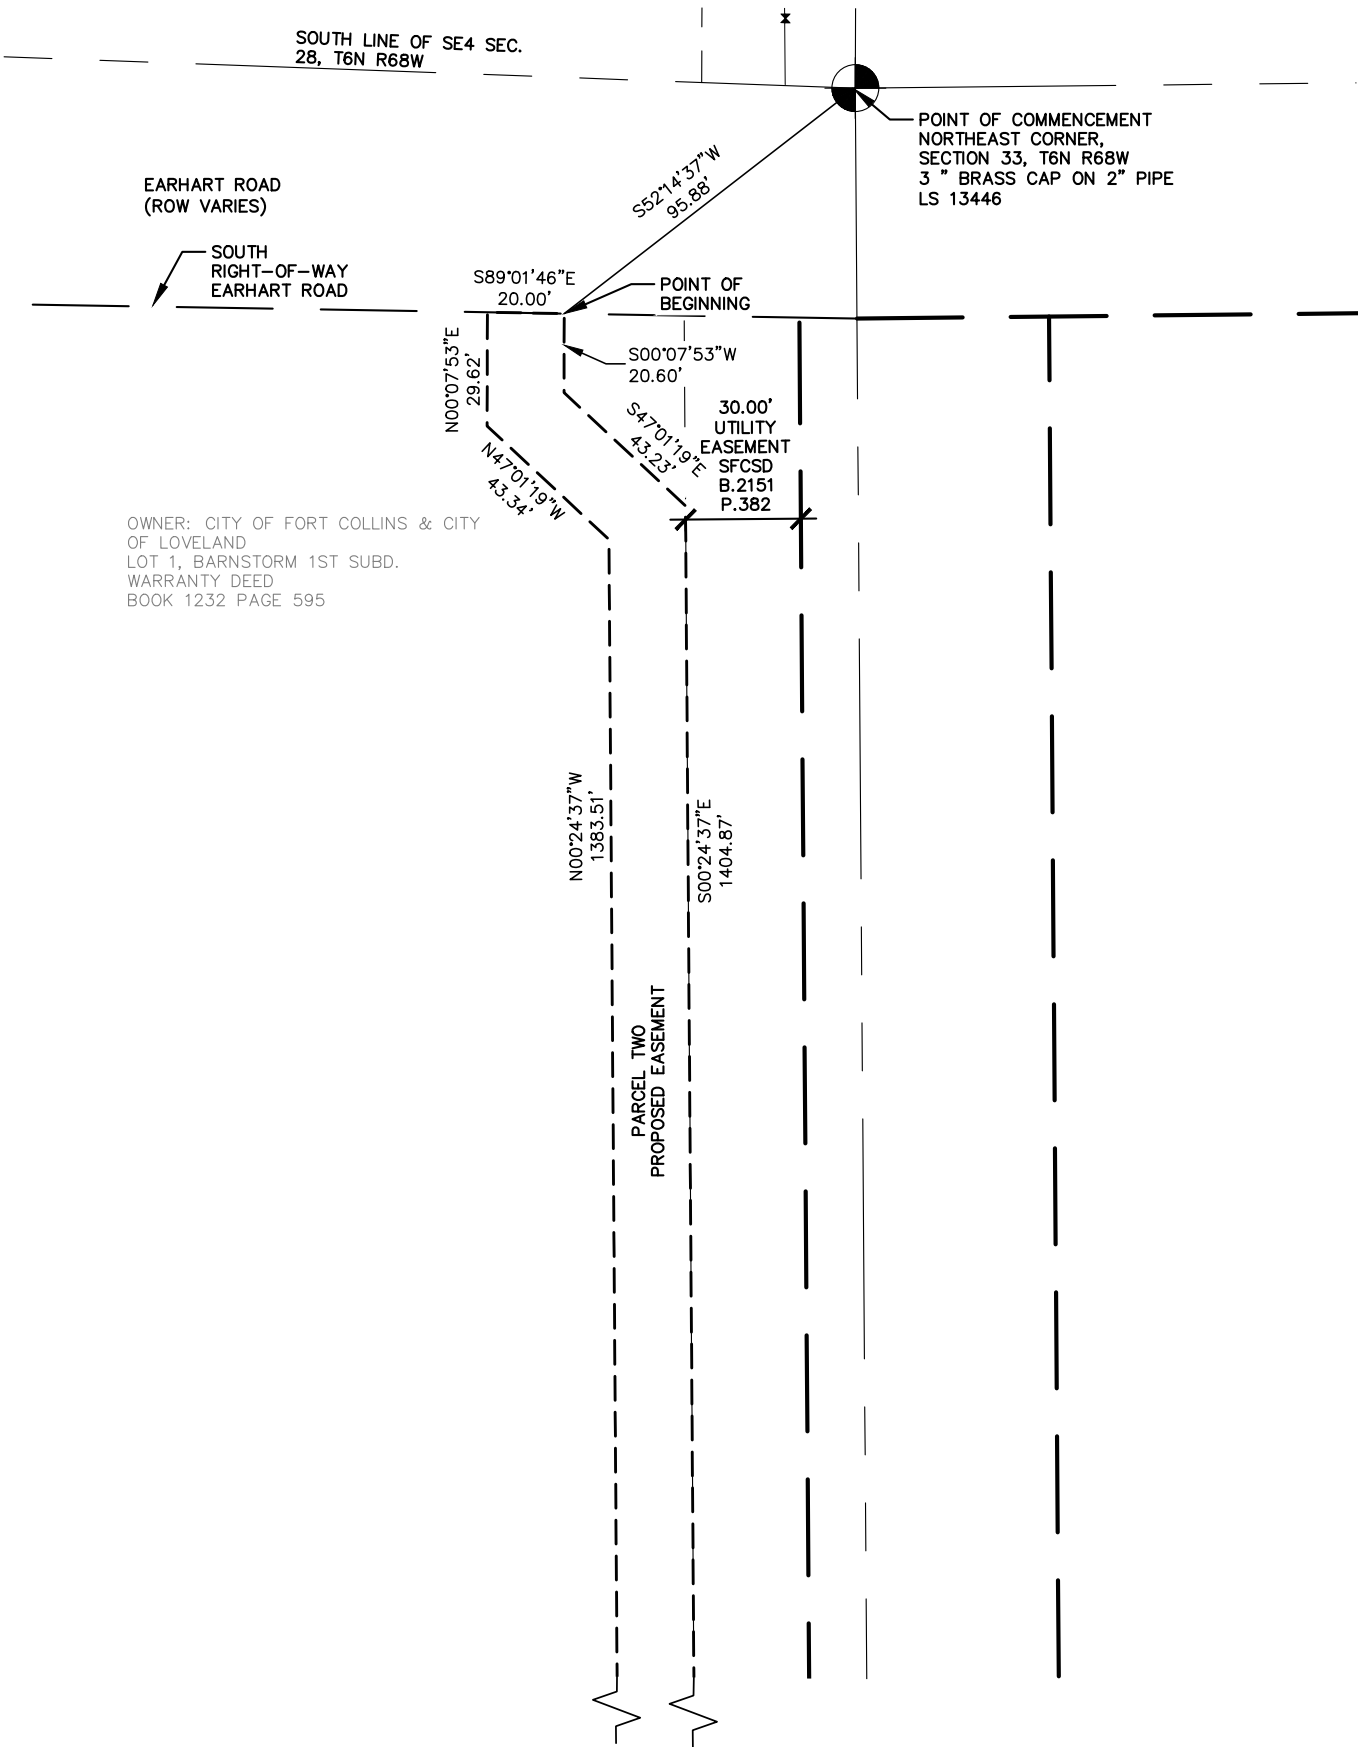 SOUTH LINE OF SE4 SEC.
28, T6N R68W
POINT OF COMMENCEMENT
NORTHEAST CORNER,
SECTION 33, T6N R68W
3 " BRASS CAP ON 2" PIPE
LS 13446
S52°14'37"W
95.88'
EARHART ROAD
(ROW VARIES)
SOUTH
RIGHT-OF-WAY
EARHART ROAD
S89°01'46"E
20.00'
POINT OF
BEGINNING
N00°07'53"E
29.62'
S00°07'53"W
20.60'
S47°01'19"E
43.23'
30.00'
UTILITY
EASEMENT
SFCSD
B.2151
P.382
N47°01'19"W
43.34'
OWNER: CITY OF FORT COLLINS & CITY
OF LOVELAND
LOT 1, BARNSTORM 1ST SUBD.
WARRANTY DEED
BOOK 1232 PAGE 595
N00°24'37"W
1383.51'
S00°24'37"E
1404.87'
PARCEL TWO
PROPOSED EASEMENT